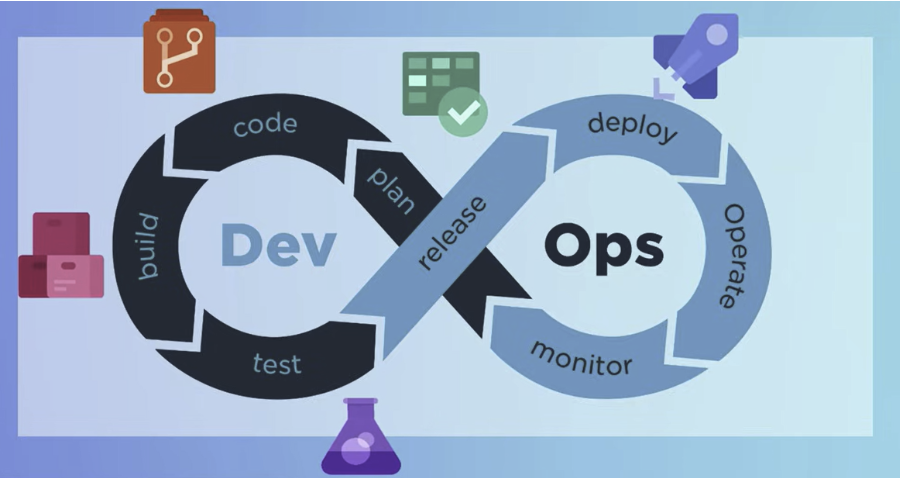 code
plan
build
Dev
test
release
deploy
Ops
Operate
monitor